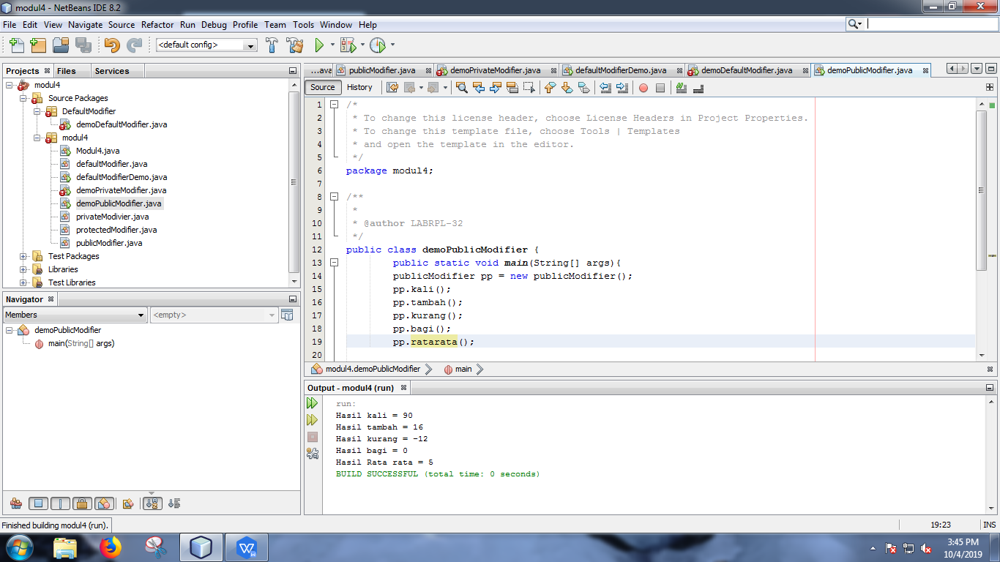 modul4 - NetBeans IDE 8.2
File Edit View Navigate Source Refactor Run Debug Profile Team Tools Window Help
<default config>
Projects Files Services
modul4
Source Packages
DefaultModifier
demoDefaultModifier.java
modul4
Modul4.java
defaultModifier.java
defaultModifierDemo.java
demoPrivateModifier.java
demoPublicModifier.java
privateModivier.java
protectedModifier.java
publicModifier.java
Test Packages
Libraries
Test Libraries
Navigator
Members <empty>
demoPublicModifier
main(String[] args)
...ava publicModifier.java demoPrivateModifier.java defaultModifierDemo.java demoDefaultModifier.java demoPublicModifier.java
Source History
1 /*
2 * To change this license header, choose License Headers in Project Properties.
3 * To change this template file, choose Tools | Templates
4 * and open the template in the editor.
5 */
6 package modul4;
7
8 /**
9 *
10 * @author LABRPL-32
11 */
12 public class demoPublicModifier {
13 public static void main(String[] args){
14 publicModifier pp = new publicModifier();
15 pp.kali();
16 pp.tambah();
17 pp.kurang();
18 pp.bagi();
19 pp.ratarata();
20
modul4.demoPublicModifier main
Output - modul4 (run)
run:
Hasil kali = 90
Hasil tambah = 16
Hasil kurang = -12
Hasil bagi = 0
Hasil Rata rata = 5
BUILD SUCCESSFUL (total time: 0 seconds)
Finished building modul4 (run).
19:23 INS
3:45 PM
10/4/2019